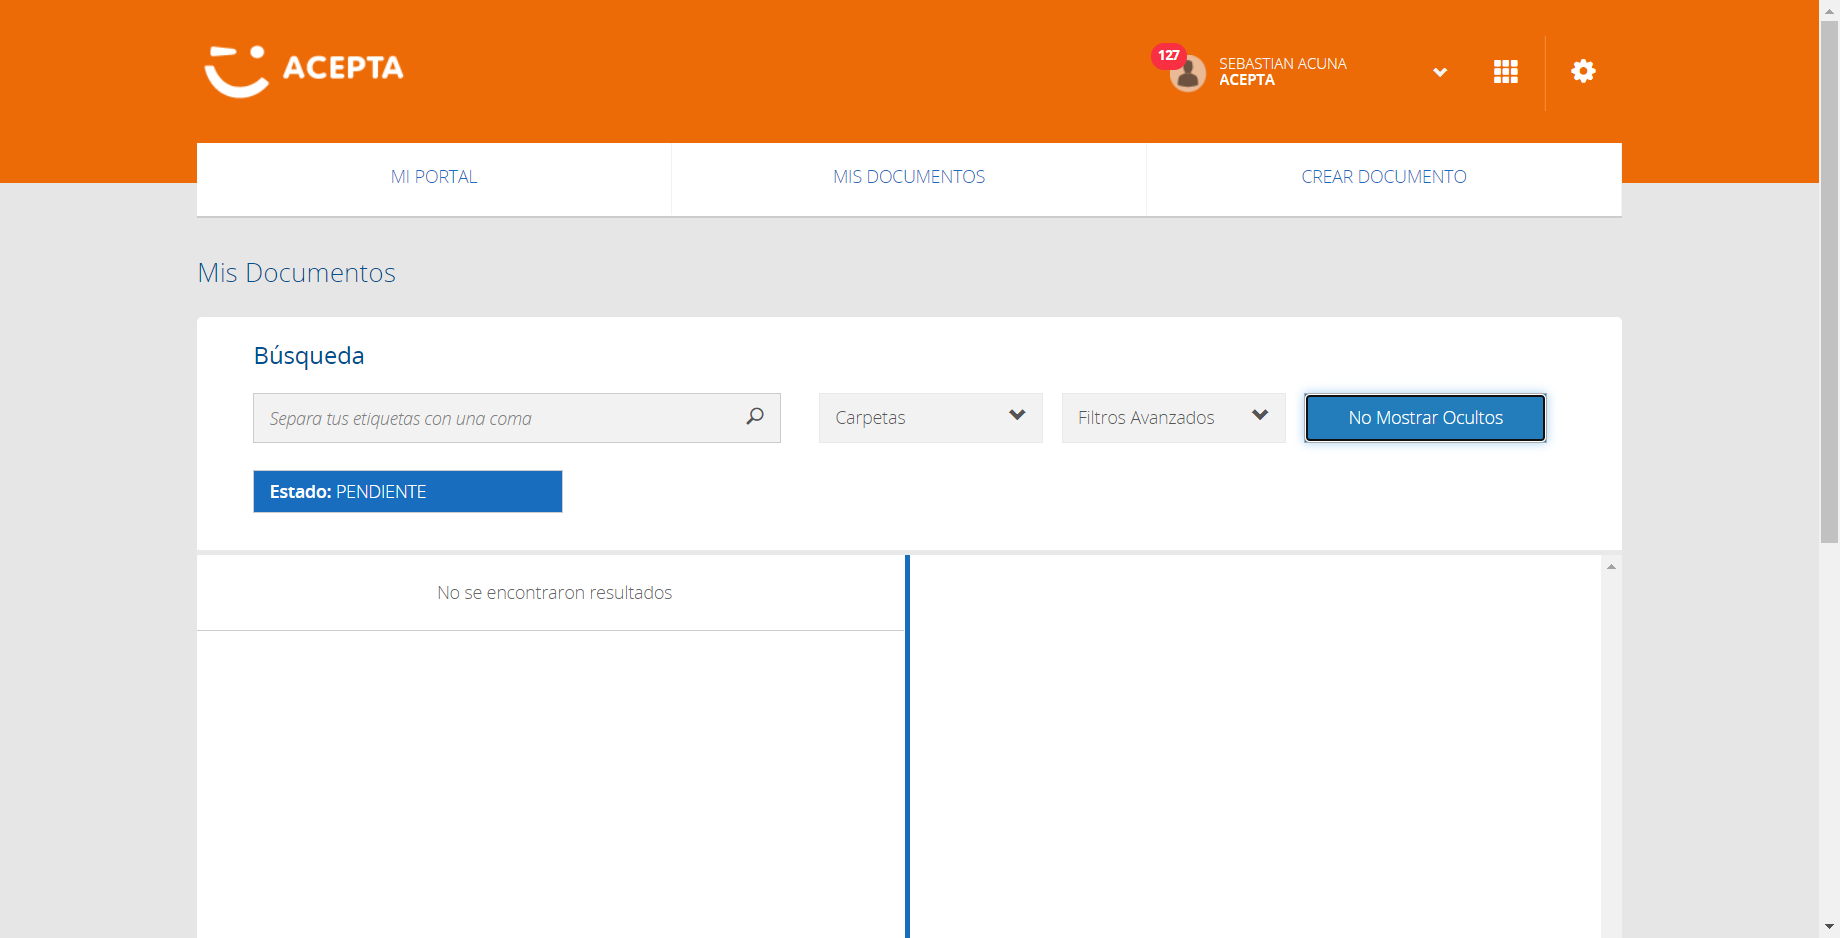 ACEPTA
127
SEBASTIAN ACUNA
ACEPTA
MI PORTAL
MIS DOCUMENTOS
CREAR DOCUMENTO
Mis Documentos
Búsqueda
Separa tus etiquetas con una coma
Carpetas
Filtros Avanzados
No Mostrar Ocultos
Estado: PENDIENTE
No se encontraron resultados